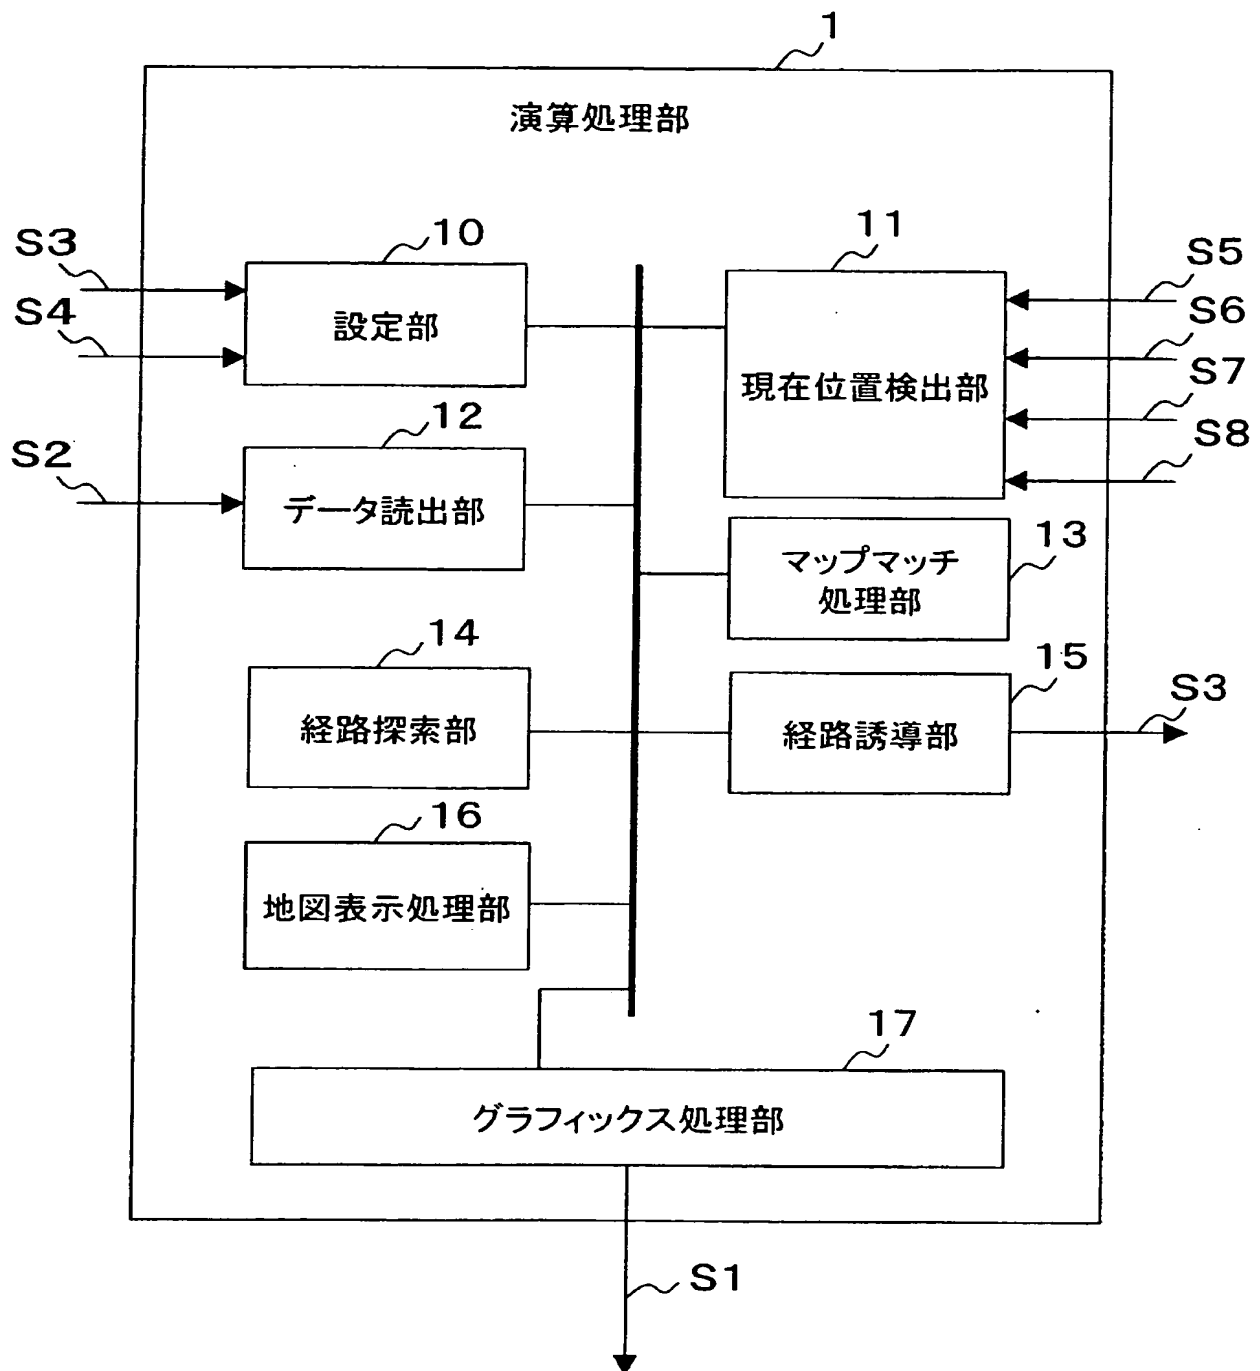 1
演算処理部
S3
10
11
S5
S4
設定部
S6
現在位置検出部
S7
S2
12
S8
データ読出部
13
マップマッチ
処理部
14
15
S3
経路探索部
経路誘導部
16
地図表示処理部
17
グラフィックス処理部
S1